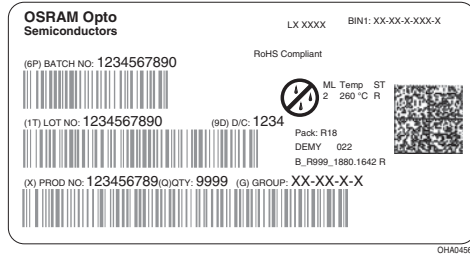 OSRAM Opto
Semiconductors
LX XXXX
BIN1: XX-XX-X-XXX-X
RoHS Compliant
(6P) BATCH NO: 1234567890
ML Temp ST
2 260 °C R
(1T) LOT NO: 1234567890 (9D) D/C: 1234
Pack: R18
DEMY 022
B_R999_1880.1642 R
(X) PROD NO: 123456789(Q)QTY: 9999 (G) GROUP: XX-XX-X-X
OHA04563